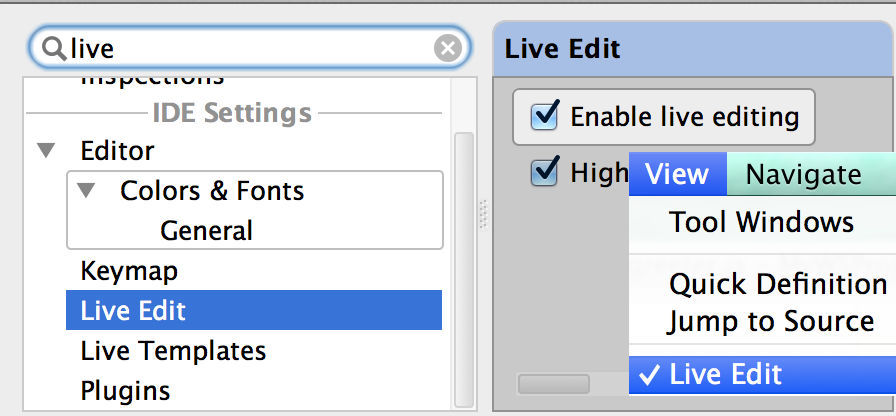 live
Inspections
IDE Settings
Editor
Colors & Fonts
General
Keymap
Live Edit
Live Templates
Plugins
Live Edit
Enable live editing
High
View Navigate
Tool Windows
Quick Definition
Jump to Source
Live Edit